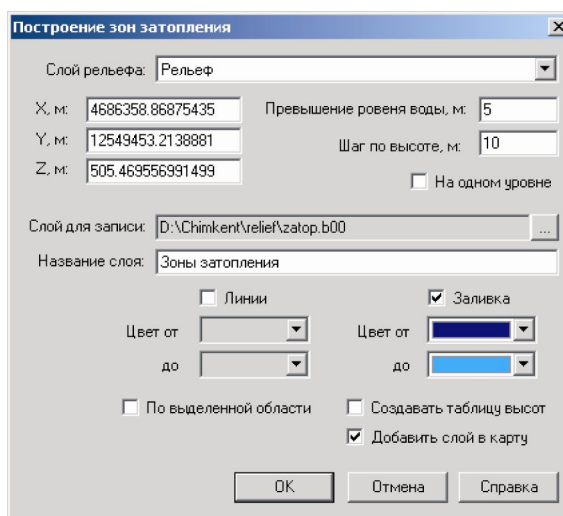 Построение зон затопления
Слой рельефа: Рельеф
X, м: 4686358.86875435 Превышение ровеня воды, м: 5
Y, м: 12549453.2138881 Шаг по высоте, м: 10
Z, м: 505.469556991499
На одном уровне
Слой для записи: D:\Chimkent\relief\zatop.b00 ...
Название слоя: Зоны затопления
Линии Заливка
Цвет от Цвет от
до до
По выделенной области Создавать таблицу высот
Добавить слой в карту
OK Отмена Справка